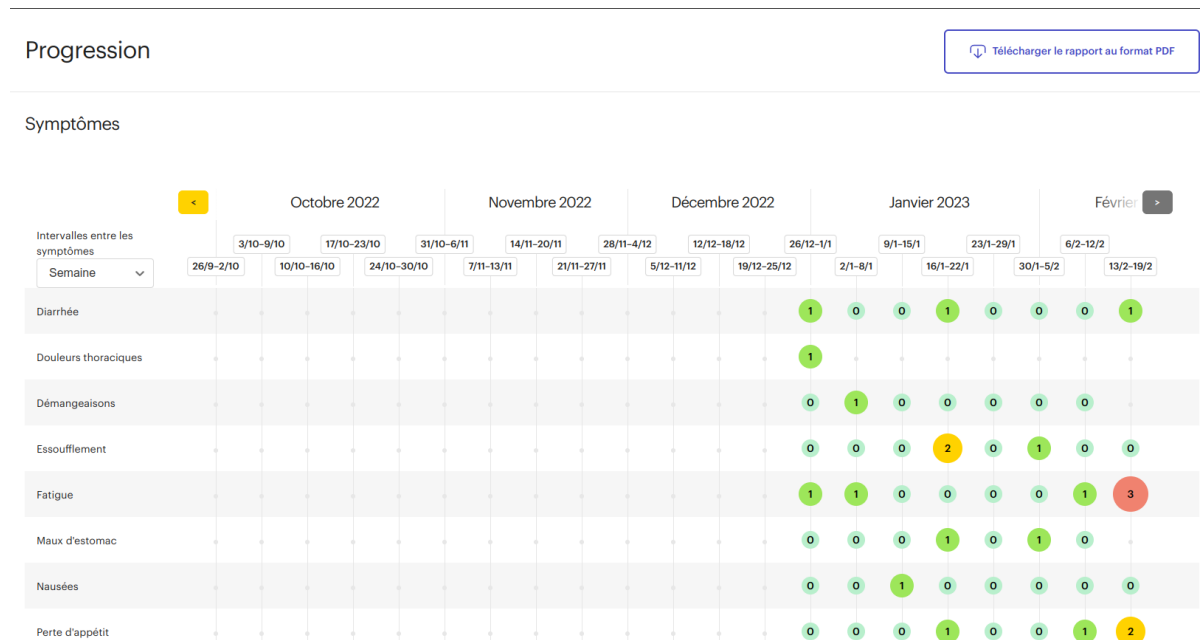 Progression
Télécharger le rapport au format PDF
Symptômes
<
Octobre 2022
Novembre 2022
Décembre 2022
Janvier 2023
Février
>
Intervalles entre les
symptômes
Semaine
3/10-9/10 17/10-23/10 31/10-6/11 14/11-20/11 28/11-4/12 12/12-18/12 26/12-1/1 9/1-15/1 23/1-29/1 6/2-12/2
26/9-2/10 10/10-16/10 24/10-30/10 7/11-13/11 21/11-27/11 5/12-11/12 19/12-25/12 2/1-8/1 16/1-22/1 30/1-5/2 13/2-19/2
Diarrhée 1 0 0 1 0 0 0 1
Douleurs thoraciques 1
Démangeaisons 0 1 0 0 0 0 0
Essoufflement 0 0 0 2 0 1 0 0
Fatigue 1 1 0 0 0 0 1 3
Maux d'estomac 0 0 0 1 0 1 0
Nausées 0 0 1 0 0 0 0 0
Perte d'appétit 0 0 0 1 0 0 1 2